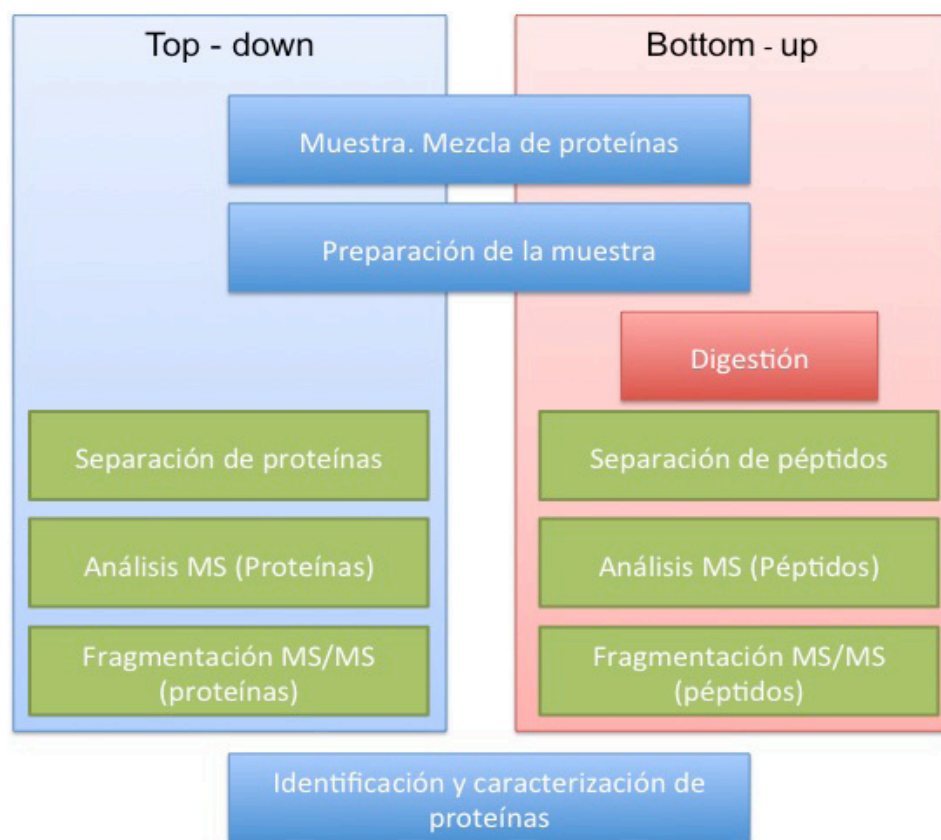 Top - down
Bottom - up
Muestra. Mezcla de proteínas
Preparación de la muestra
Digestión
Separación de proteínas
Separación de péptidos
Análisis MS (Proteínas)
Análisis MS (Péptidos)
Fragmentación MS/MS
(proteínas)
Fragmentación MS/MS
(péptidos)
Identificación y caracterización de
proteínas